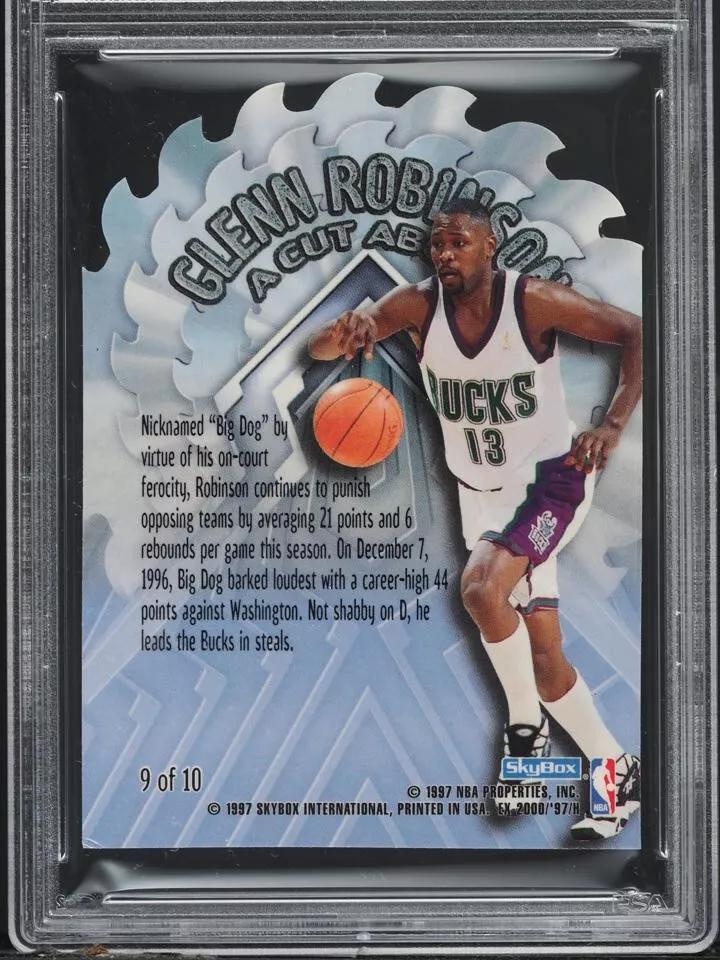 GLENN ROBINSON
A CUT AB
BUCKS
13
Nicknamed "Big Dog" by
virtue of his on-court
ferocity, Robinson continues to punish
opposing teams by averaging 21 points and 6
rebounds per game this season. On December 7,
1996, Big Dog barked loudest with a career-high 44
points against Washington. Not shabby on D, he
leads the Bucks in steals.
9 of 10
SkyBox®
© 1997 NBA PROPERTIES, INC.
© 1997 SKYBOX INTERNATIONAL, PRINTED IN USA. EX-2000/'97/H
NBA
PSA